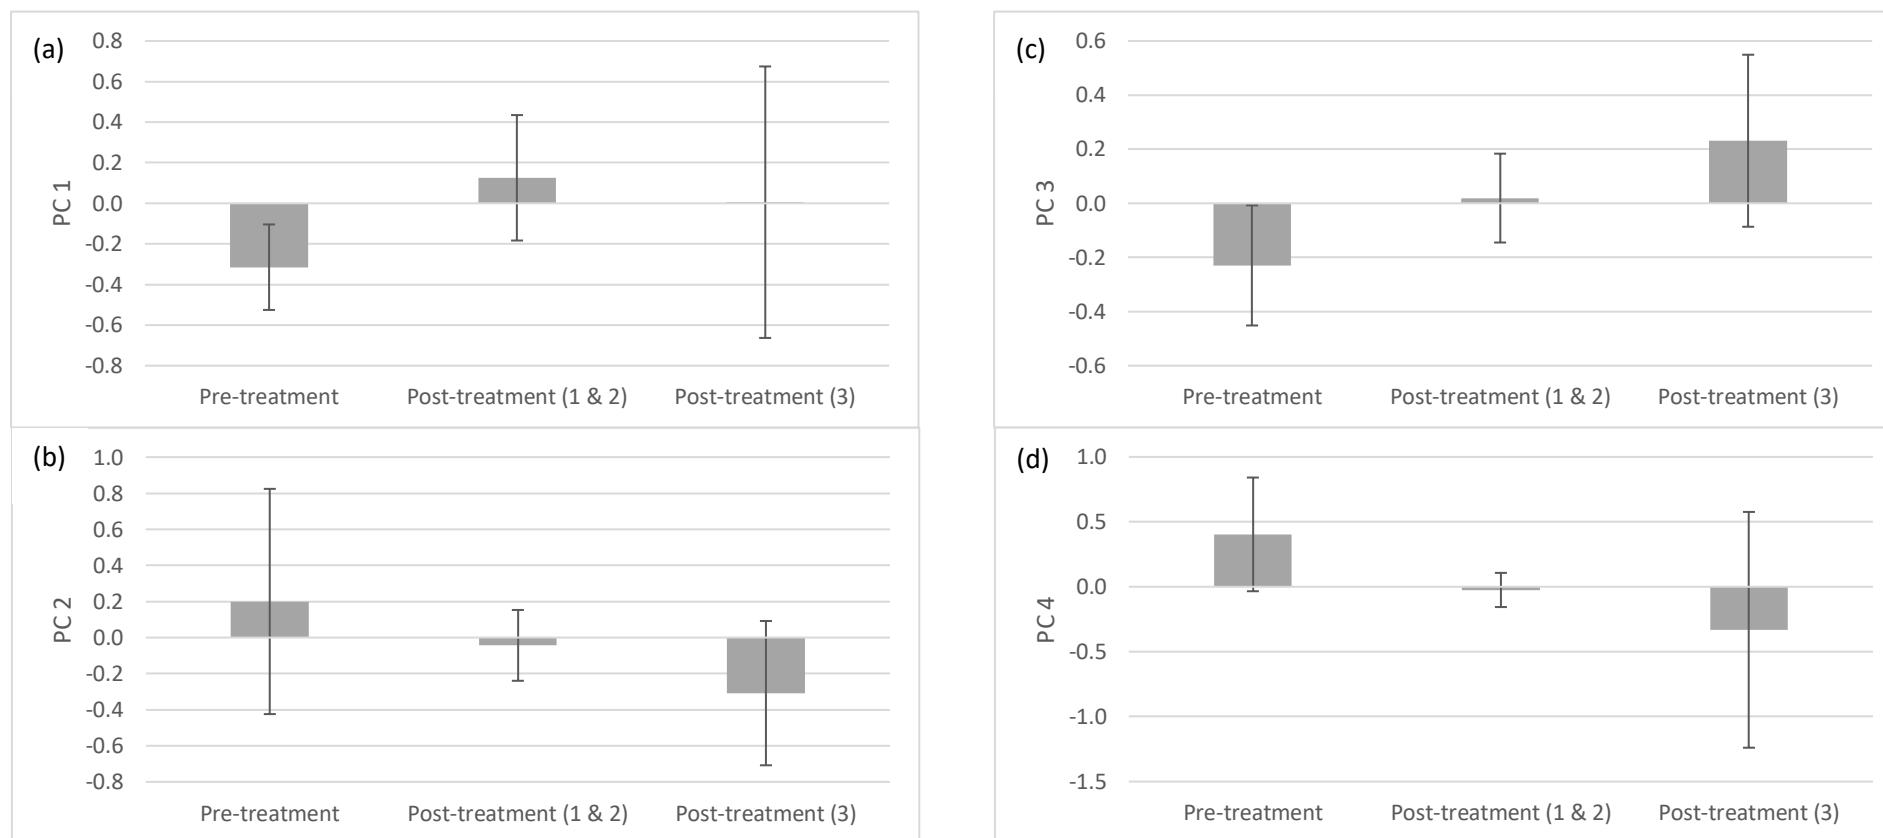 (a)
PC 1
0.8
0.6
0.4
0.2
0.0
-0.2
-0.4
-0.6
-0.8
Pre-treatment Post-treatment (1 & 2) Post-treatment (3)
(b)
PC 2
1.0
0.8
0.6
0.4
0.2
0.0
-0.2
-0.4
-0.6
-0.8
Pre-treatment Post-treatment (1 & 2) Post-treatment (3)
(c)
PC 3
0.6
0.4
0.2
0.0
-0.2
-0.4
-0.6
Pre-treatment Post-treatment (1 & 2) Post-treatment (3)
(d)
PC 4
1.0
0.5
0.0
-0.5
-1.0
-1.5
Pre-treatment Post-treatment (1 & 2) Post-treatment (3)